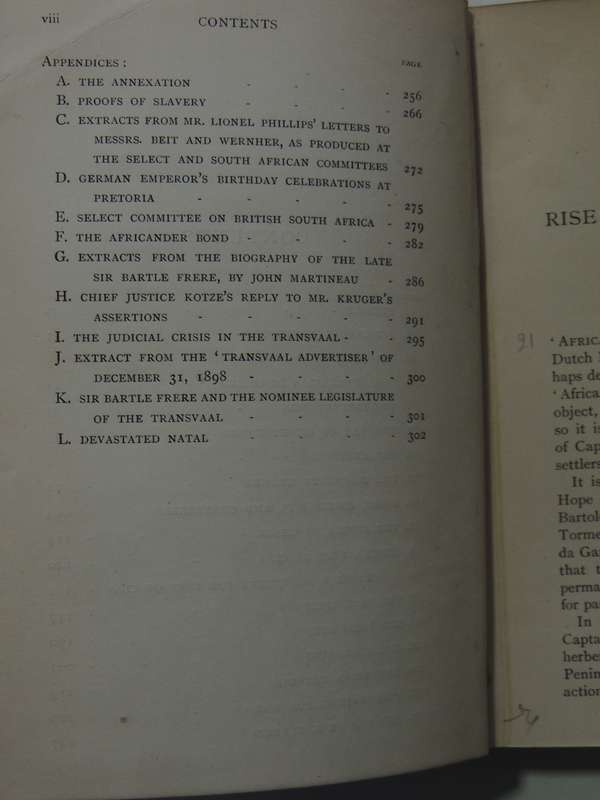 viii
CONTENTS
APPENDICES :
PAGE
A. THE ANNEXATION - - - - 256
B. PROOFS OF SLAVERY - - - - 266
C. EXTRACTS FROM MR. LIONEL PHILLIPS' LETTERS TO
MESSRS. BEIT AND WERNHER, AS PRODUCED AT
THE SELECT AND SOUTH AFRICAN COMMITTEES 272
D. GERMAN EMPEROR'S BIRTHDAY CELEBRATIONS AT
PRETORIA - - - - - 275
E. SELECT COMMITTEE ON BRITISH SOUTH AFRICA - 279
F. THE AFRICANDER BOND - - - - 282
G. EXTRACTS FROM THE BIOGRAPHY OF THE LATE
SIR BARTLE FRERE, BY JOHN MARTINEAU - 286
H. CHIEF JUSTICE KOTZE'S REPLY TO MR. KRUGER'S
ASSERTIONS - - - - - 291
I. THE JUDICIAL CRISIS IN THE TRANSVAAL - - 295
J. EXTRACT FROM THE 'TRANSVAAL ADVERTISER' OF
DECEMBER 31, 1898 - - - - 300
K. SIR BARTLE FRERE AND THE NOMINEE LEGISLATURE
OF THE TRANSVAAL - - - - 301
L. DEVASTATED NATAL - - - - 302
RISE
' AFRICA
Dutch
haps de
' Africa
object,
so it is
of Cap
settlers
It is
Hope
Bartol
Torme
da Ga
that t
perma
for pa
In
Capta
herbe
Penin
action